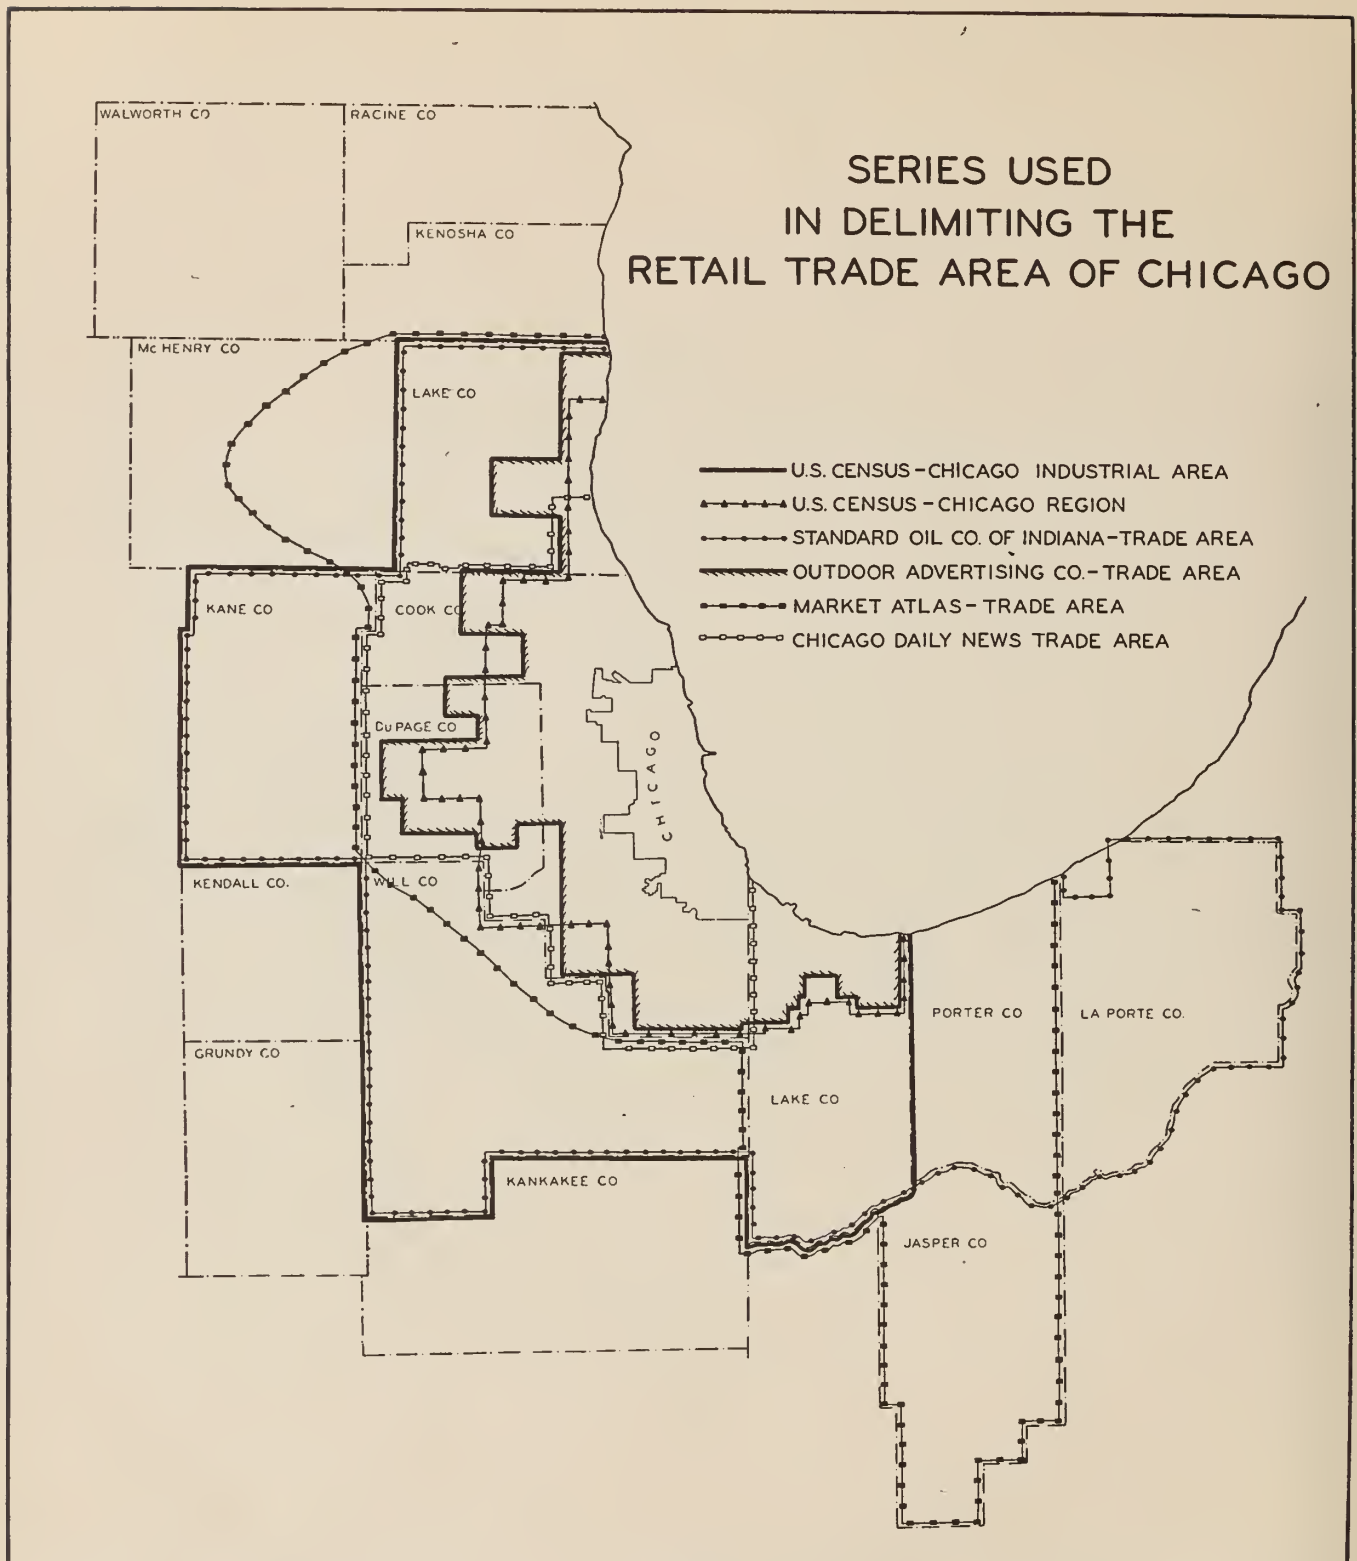 WALWORTH CO
RACINE CO
SERIES USED
IN DELIMITING THE
RETAIL TRADE AREA OF CHICAGO
KENOSHA CO
McHENRY CO
LAKE CO
U.S. CENSUS-CHICAGO INDUSTRIAL AREA
U.S. CENSUS-CHICAGO REGION
STANDARD OIL CO. OF INDIANA-TRADE AREA
OUTDOOR ADVERTISING CO.-TRADE AREA
MARKET ATLAS-TRADE AREA
CHICAGO DAILY NEWS TRADE AREA
KANE CO
COOK CO
DuPAGE CO
CHICAGO
KENDALL CO.
WILL CO
PORTER CO
LA PORTE CO.
GRUNDY CO
LAKE CO
KANKAKEE CO
JASPER CO